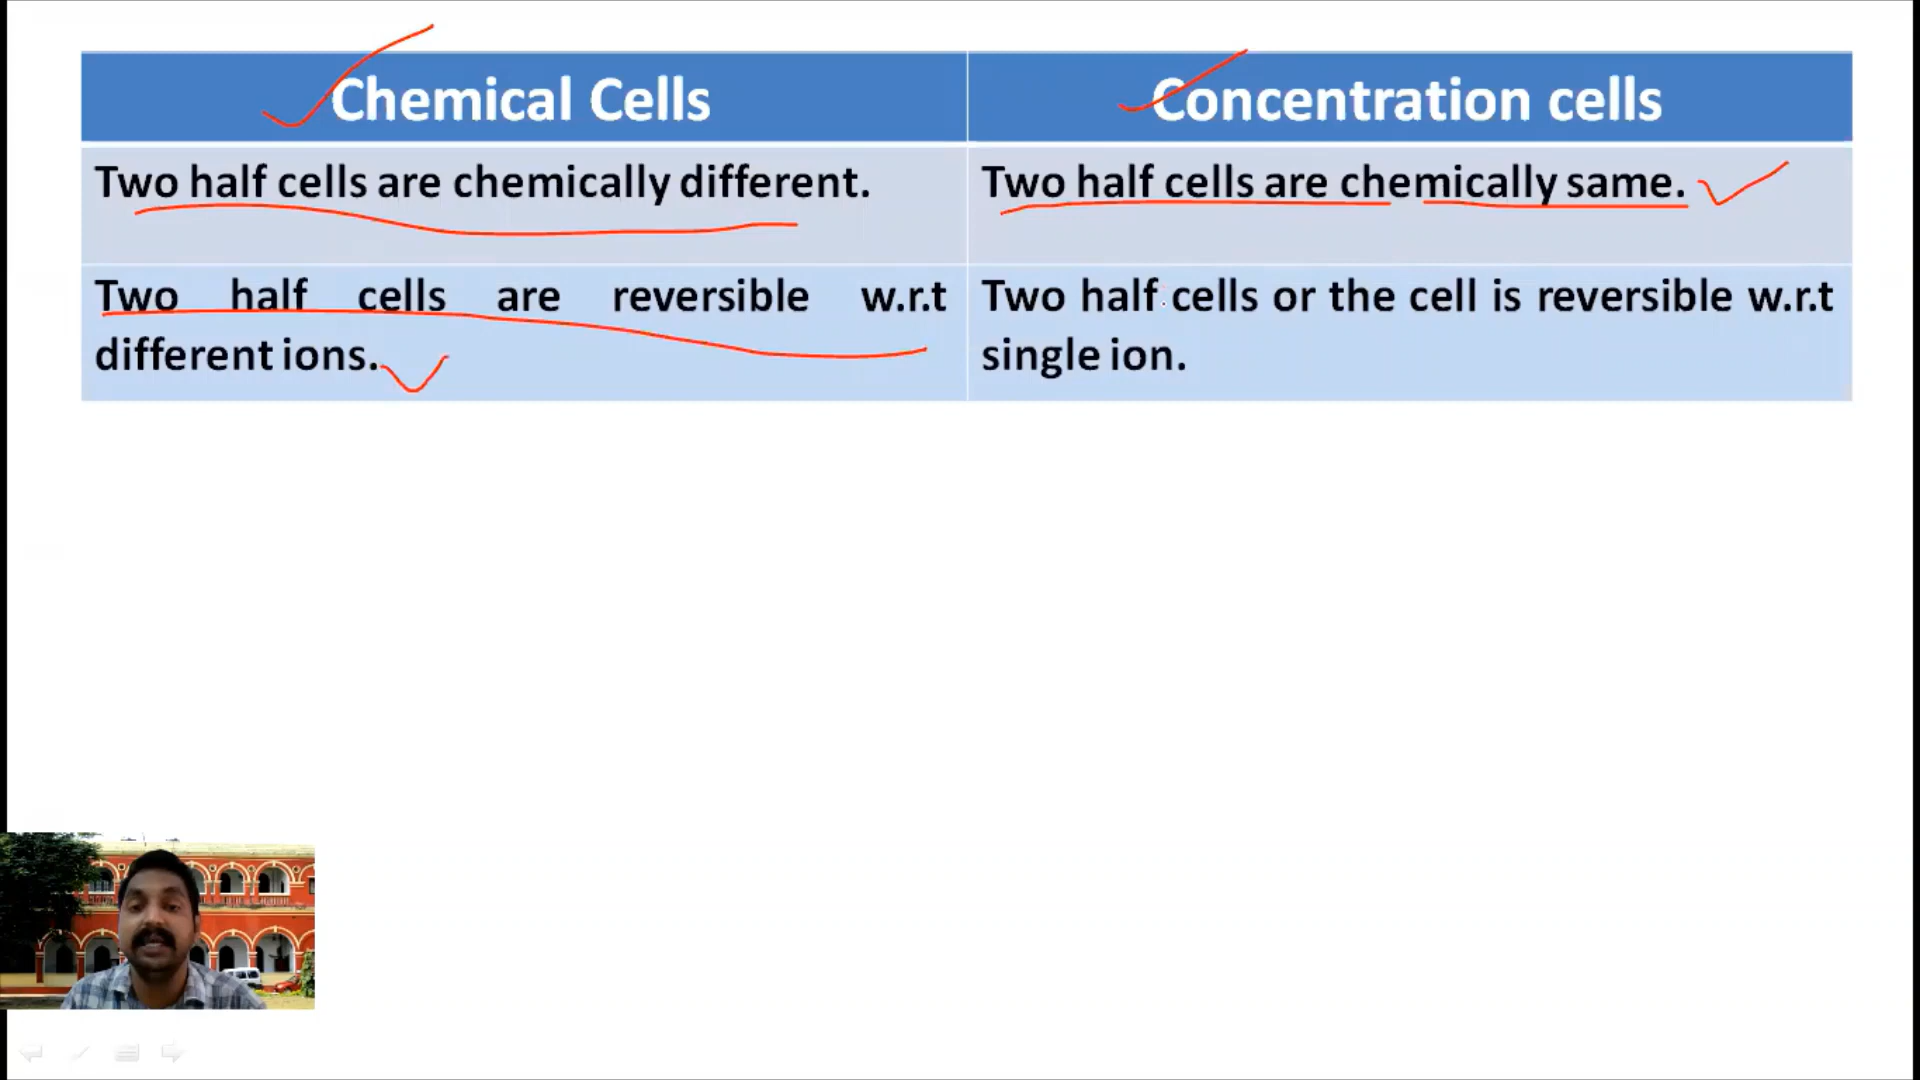 Chemical Cells
Concentration cells
Two half cells are chemically different.
Two half cells are chemically same.
Two half cells are reversible w.r.t
different ions.
Two half cells or the cell is reversible w.r.t
single ion.